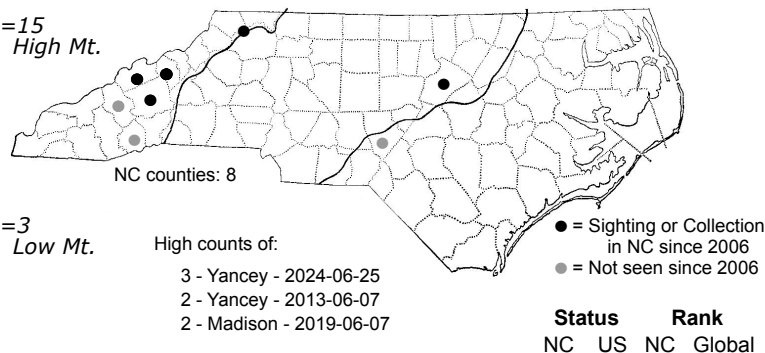 =15
High Mt.
NC counties: 8
=3
Low Mt.
High counts of:
3 - Yancey - 2024-06-25
2 - Yancey - 2013-06-07
2 - Madison - 2019-06-07
= Sighting or Collection
in NC since 2006
= Not seen since 2006
Status Rank
NC US NC Global